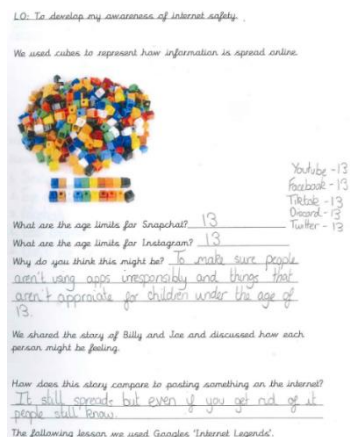 LO: To develop my awareness of internet safety.
We used cubes to represent how information is spread online.
Youtube - 13
Facebook - 13
Tiktok - 13
Discord - 13
Twitter - 13
What are the age limits for Snapchat? 13
What are the age limits for Instagram? 13
Why do you think this might be? To make sure people
aren't using apps irresponsibly and things that
aren't approiate for children under the age of
13.
We shared the story of Billy and Joe and discussed how each
person might be feeling.
How does this story compare to posting something on the internet?
It still spreads but even if you get rid of it
people still know.
The following lesson we used Googles 'Internet Legends'.